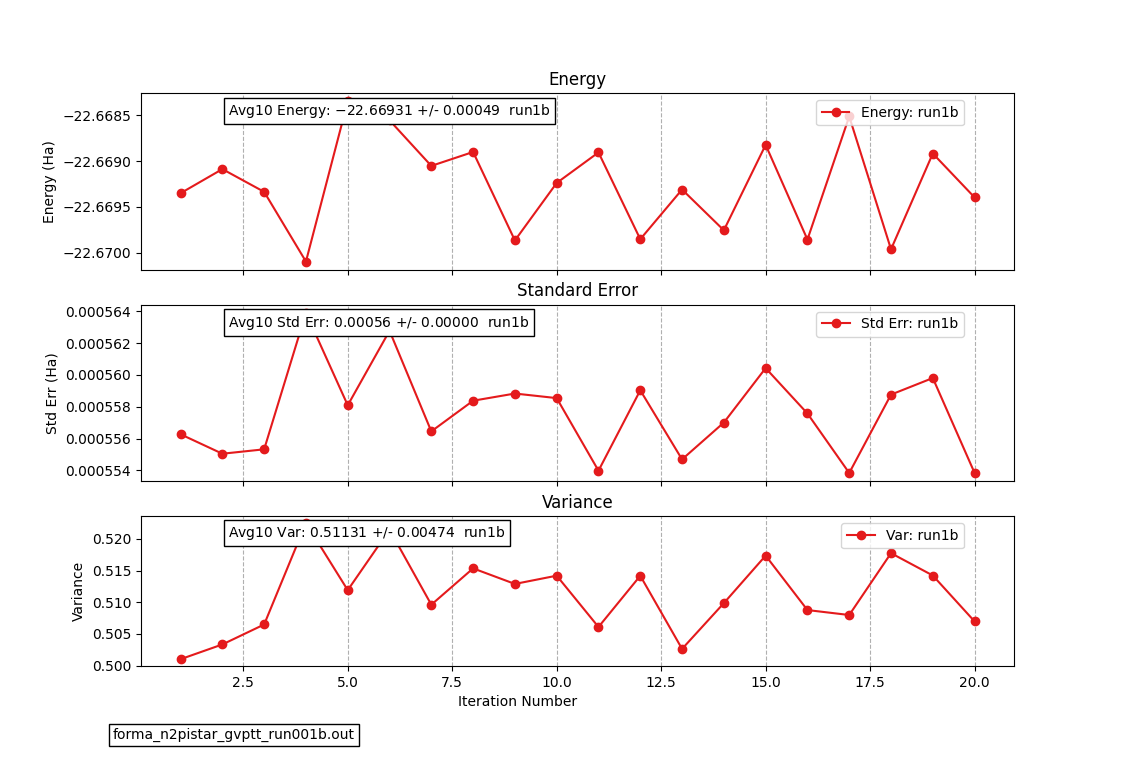 Energy
Avg10 Energy: −22.66931 +/- 0.00049  run1b
Energy: run1b
Energy (Ha)
−22.6685
−22.6690
−22.6695
−22.6700
Standard Error
Avg10 Std Err: 0.00056 +/- 0.00000  run1b
Std Err: run1b
Std Err (Ha)
0.000564
0.000562
0.000560
0.000558
0.000556
0.000554
Variance
Avg10 Var: 0.51131 +/- 0.00474  run1b
Var: run1b
Variance
0.520
0.515
0.510
0.505
0.500
2.5 5.0 7.5 10.0 12.5 15.0 17.5 20.0
Iteration Number
forma_n2pistar_gvptt_run001b.out